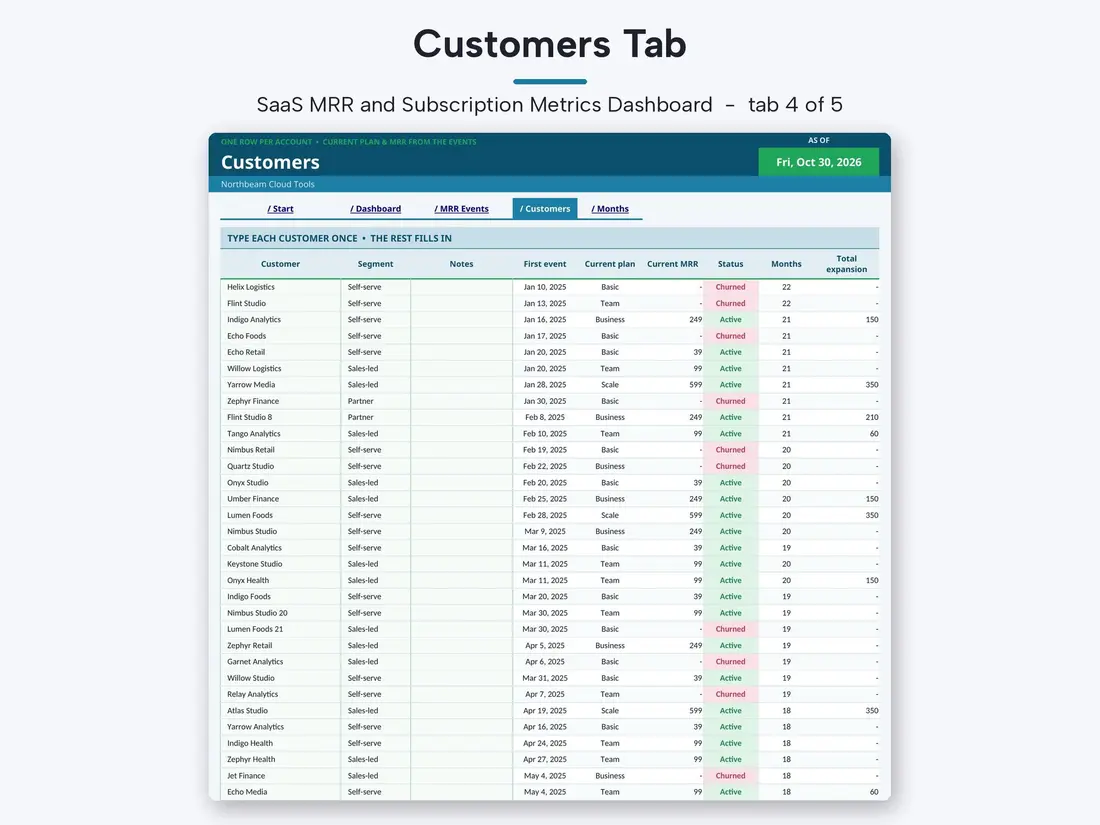 Customers Tab
SaaS MRR and Subscription Metrics Dashboard - tab 4 of 5
ONE ROW PER ACCOUNT • CURRENT PLAN & MRR FROM THE EVENTS
AS OF
Customers
Fri, Oct 30, 2026
Northbeam Cloud Tools
/ Start / Dashboard / MRR Events / Customers / Months
TYPE EACH CUSTOMER ONCE • THE REST FILLS IN
Customer Segment Notes First event Current plan Current MRR Status Months Total expansion
Helix Logistics Self-serve Jan 10, 2025 Basic - Churned 22 -
Flint Studio Self-serve Jan 13, 2025 Team - Churned 22 -
Indigo Analytics Self-serve Jan 16, 2025 Business 249 Active 21 150
Echo Foods Self-serve Jan 17, 2025 Basic - Churned 21 -
Echo Retail Self-serve Jan 20, 2025 Basic 39 Active 21 -
Willow Logistics Sales-led Jan 20, 2025 Team 99 Active 21 -
Yarrow Media Sales-led Jan 28, 2025 Scale 599 Active 21 350
Zephyr Finance Partner Jan 30, 2025 Basic - Churned 21 -
Flint Studio 8 Partner Feb 8, 2025 Business 249 Active 21 210
Tango Analytics Sales-led Feb 10, 2025 Team 99 Active 21 60
Nimbus Retail Self-serve Feb 19, 2025 Basic - Churned 20 -
Quartz Studio Self-serve Feb 22, 2025 Business - Churned 20 -
Onyx Studio Sales-led Feb 20, 2025 Basic 39 Active 20 -
Umber Finance Sales-led Feb 25, 2025 Business 249 Active 20 150
Lumen Foods Self-serve Feb 28, 2025 Scale 599 Active 20 350
Nimbus Studio Self-serve Mar 9, 2025 Business 249 Active 20 -
Cobalt Analytics Self-serve Mar 16, 2025 Basic 39 Active 19 -
Keystone Studio Sales-led Mar 11, 2025 Team 99 Active 20 -
Onyx Health Sales-led Mar 11, 2025 Team 99 Active 20 150
Indigo Foods Self-serve Mar 20, 2025 Basic 39 Active 19 -
Nimbus Studio 20 Self-serve Mar 30, 2025 Team 99 Active 19 -
Lumen Foods 21 Sales-led Mar 30, 2025 Basic - Churned 19 -
Zephyr Retail Sales-led Apr 5, 2025 Business 249 Active 19 -
Garnet Analytics Sales-led Apr 6, 2025 Basic - Churned 19 -
Willow Studio Sales-led Mar 31, 2025 Basic 39 Active 19 -
Relay Analytics Self-serve Apr 7, 2025 Team - Churned 19 -
Atlas Studio Sales-led Apr 19, 2025 Scale 599 Active 18 350
Yarrow Analytics Self-serve Apr 16, 2025 Basic 39 Active 18 -
Indigo Health Self-serve Apr 24, 2025 Team 99 Active 18 -
Zephyr Health Sales-led Apr 27, 2025 Team 99 Active 18 -
Jet Finance Sales-led May 4, 2025 Business - Churned 18 -
Echo Media Self-serve May 4, 2025 Team 99 Active 18 60